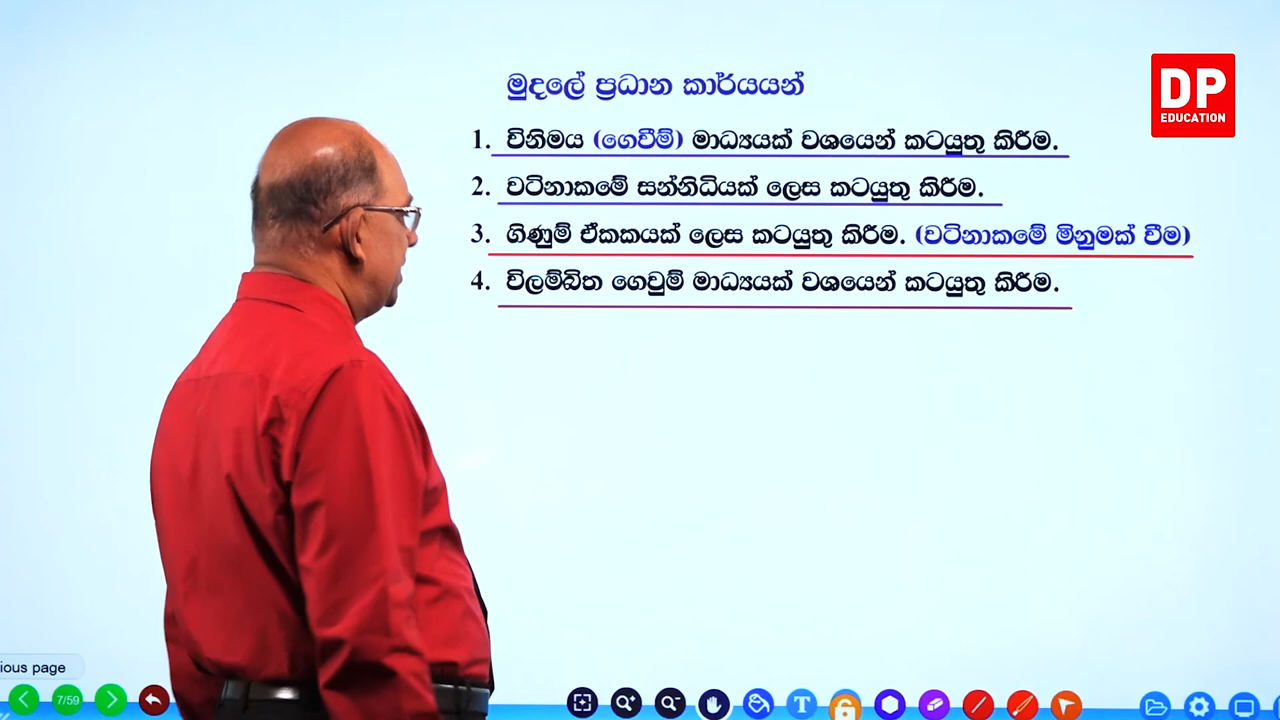 මුදලේ ප්‍රධාන කාර්යයන්
DP
EDUCATION
1. විනිමය (ගෙවීම්) මාධ්‍යයක් වශයෙන් කටයුතු කිරීම.
2. වටිනාකමේ සන්නිධියක් ලෙස කටයුතු කිරීම.
3. ගිණුම් ඒකකයක් ලෙස කටයුතු කිරීම. (වටිනාකමේ මිනුමක් වීම)
4. විලම්බිත ගෙවුම් මාධ්‍යයක් වශයෙන් කටයුතු කිරීම.
ious page
7/59
T